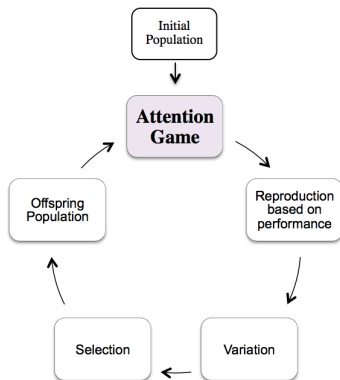 Initial
Population
Attention
Game
Reproduction
based on
performance
Variation
Selection
Offspring
Population